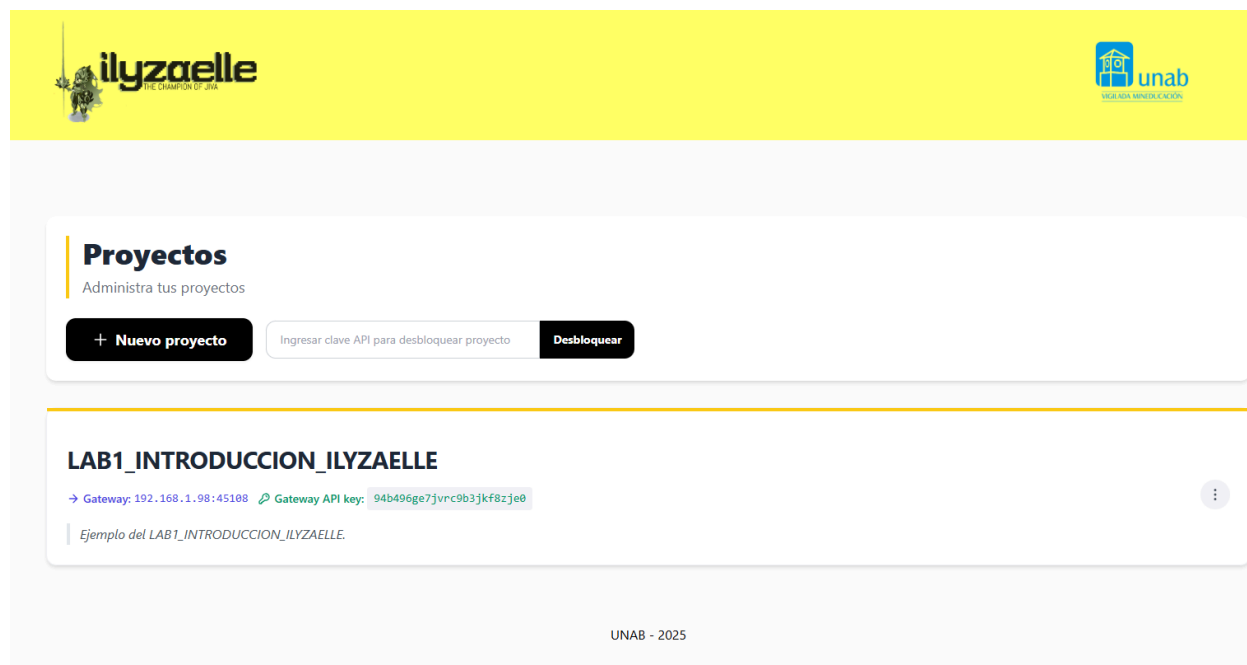 ilyzaelle
THE CHAMPION OF JIVA
unab
VIGILADA MINEDUCACIÓN
Proyectos
Administra tus proyectos
+ Nuevo proyecto
Ingresar clave API para desbloquear proyecto
Desbloquear
LAB1_INTRODUCCION_ILYZAELLE
→ Gateway: 192.168.1.98:45108 Gateway API key: 94b496ge7jvrc9b3jkf8zje0
Ejemplo del LAB1_INTRODUCCION_ILYZAELLE.
UNAB - 2025